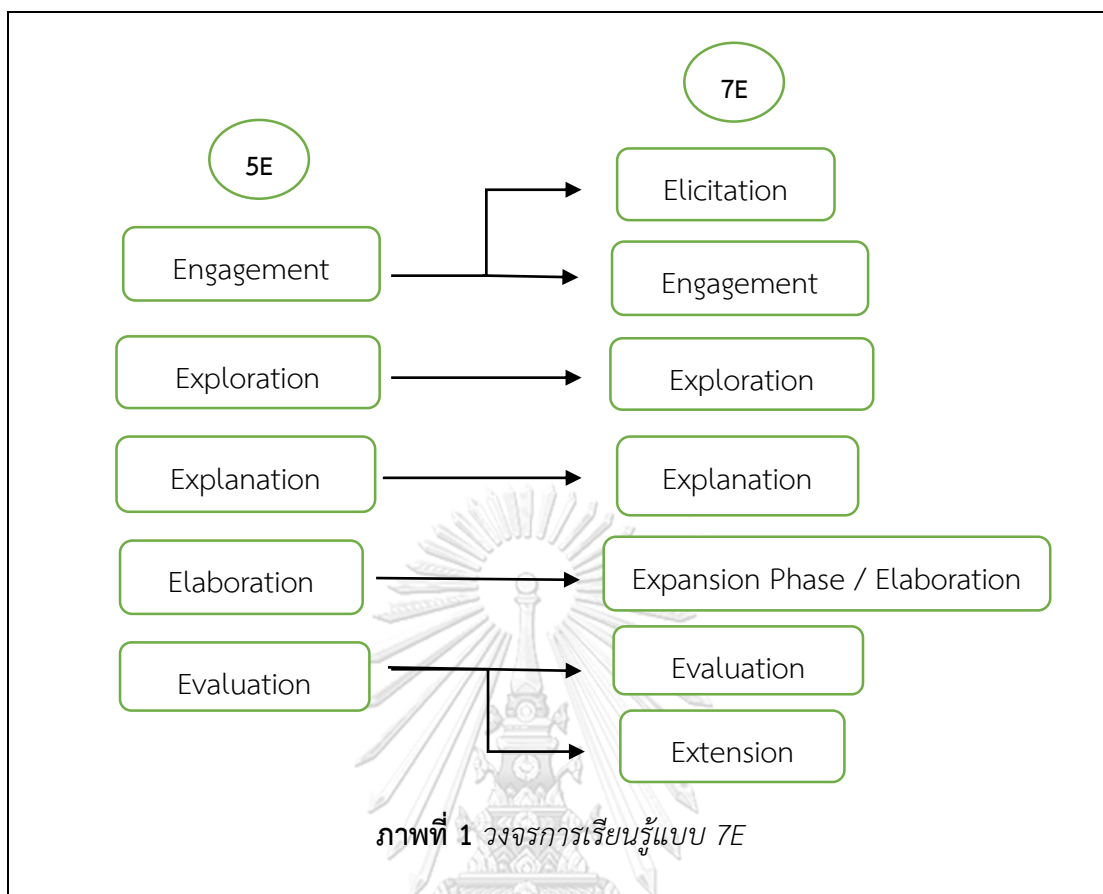 7E
5E
Elicitation
Engagement
Engagement
Exploration
Exploration
Explanation
Explanation
Elaboration
Expansion Phase / Elaboration
Evaluation
Evaluation
Extension
ภาพที่ 1 วงจรการเรียนรู้แบบ 7E